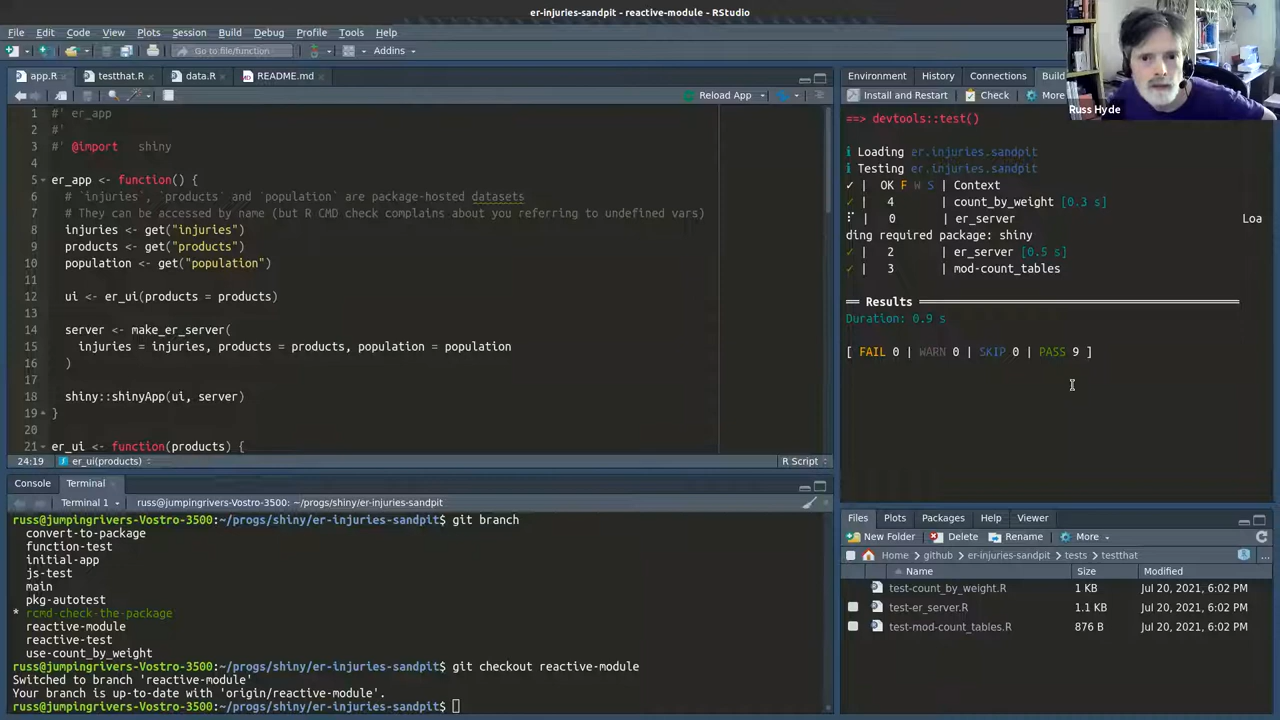 er-injuries-sandpit - reactive-module - RStudio
File Edit Code View Plots Session Build Debug Profile Tools Help
Go to file/function Addins
app.R testthat.R data.R README.md
Reload App
1 #' er_app
2 #'
3 #' @import shiny
4
5 er_app <- function() {
6 # `injuries`, `products` and `population` are package-hosted datasets
7 # They can be accessed by name (but R CMD check complains about you referring to undefined vars)
8 injuries <- get("injuries")
9 products <- get("products")
10 population <- get("population")
11
12 ui <- er_ui(products = products)
13
14 server <- make_er_server(
15 injuries = injuries, products = products, population = population
16 )
17
18 shiny::shinyApp(ui, server)
19 }
20
21 er_ui <- function(products) {
24:19 er_ui(products) R Script
Console Terminal
Terminal 1 russ@jumpingrivers-Vostro-3500: ~/progs/shiny/er-injuries-sandpit
russ@jumpingrivers-Vostro-3500:~/progs/shiny/er-injuries-sandpit$ git branch
convert-to-package
function-test
initial-app
js-test
main
pkg-autotest
* rcmd-check-the-package
reactive-module
reactive-test
use-count_by_weight
russ@jumpingrivers-Vostro-3500:~/progs/shiny/er-injuries-sandpit$ git checkout reactive-module
Switched to branch 'reactive-module'
Your branch is up-to-date with 'origin/reactive-module'.
russ@jumpingrivers-Vostro-3500:~/progs/shiny/er-injuries-sandpit$
Environment History Connections Build
Install and Restart Check More
Russ Hyde
==> devtools::test()
ℹ Loading er.injuries.sandpit
ℹ Testing er.injuries.sandpit
✓ | OK F W S | Context
✓ | 4 | count_by_weight [0.3 s]
⠋ | 0 | er_server Loa
ding required package: shiny
✓ | 2 | er_server [0.5 s]
✓ | 3 | mod-count_tables
══ Results ══
Duration: 0.9 s
[ FAIL 0 | WARN 0 | SKIP 0 | PASS 9 ]
Files Plots Packages Help Viewer
New Folder Delete Rename More
Home github er-injuries-sandpit tests testthat ...
Name Size Modified
test-count_by_weight.R 1 KB Jul 20, 2021, 6:02 PM
test-er_server.R 1.1 KB Jul 20, 2021, 6:02 PM
test-mod-count_tables.R 876 B Jul 20, 2021, 6:02 PM